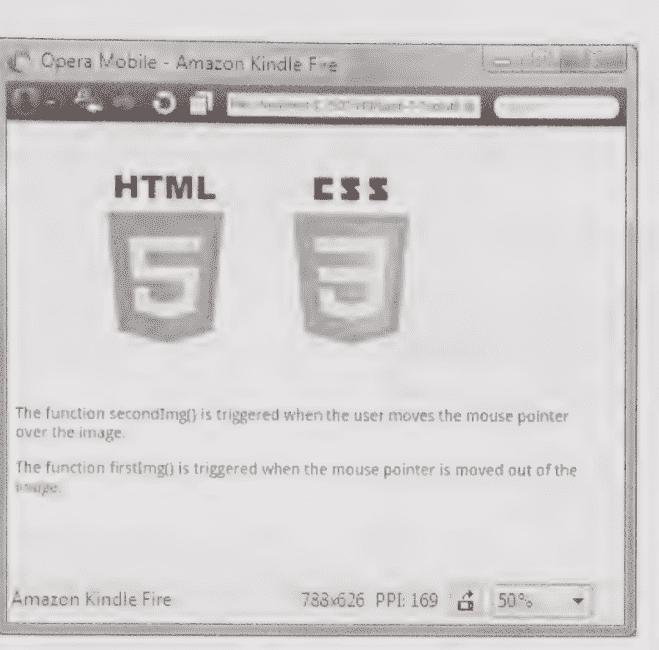 Opera Mobile - Amazon Kindle Fire
HTML CSS
5 3
The function secondImg() is triggered when the user moves the mouse pointer
over the image.
The function firstImg() is triggered when the mouse pointer is moved out of the
image.
Amazon Kindle Fire 788x626 PPI: 169 50%